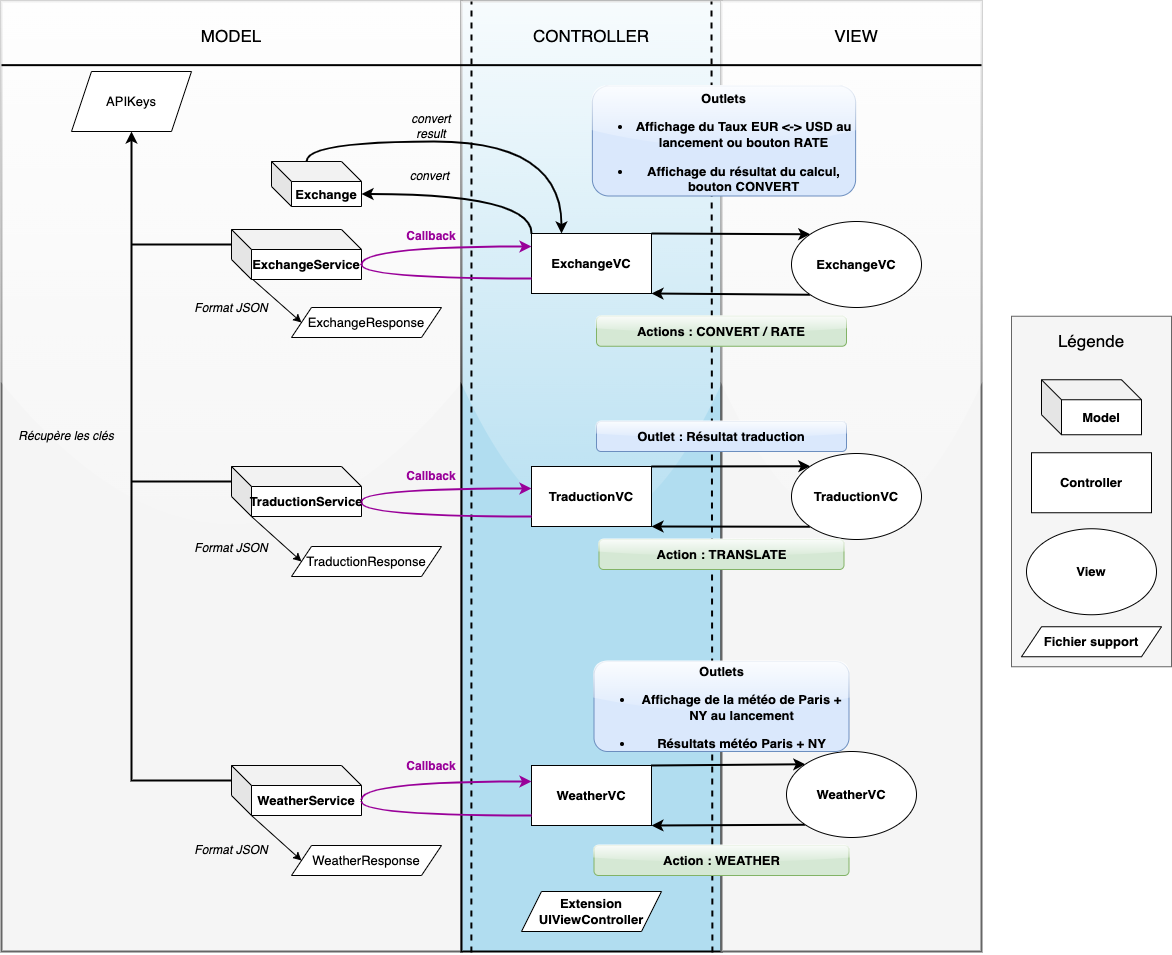 MODEL
CONTROLLER
VIEW
APIKeys
convert
result
convert
Exchange
Outlets
• Affichage du Taux EUR <-> USD au
lancement ou bouton RATE
• Affichage du résultat du calcul,
bouton CONVERT
Callback
ExchangeService
ExchangeVC
ExchangeVC
Format JSON
ExchangeResponse
Actions : CONVERT / RATE
Récupère les clés
Outlet : Résultat traduction
Callback
TraductionService
TraductionVC
TraductionVC
Format JSON
TraductionResponse
Action : TRANSLATE
Outlets
• Affichage de la météo de Paris +
NY au lancement
• Résultats météo Paris + NY
Callback
WeatherService
WeatherVC
WeatherVC
Format JSON
WeatherResponse
Action : WEATHER
Extension
UIViewController
Légende
Model
Controller
View
Fichier support